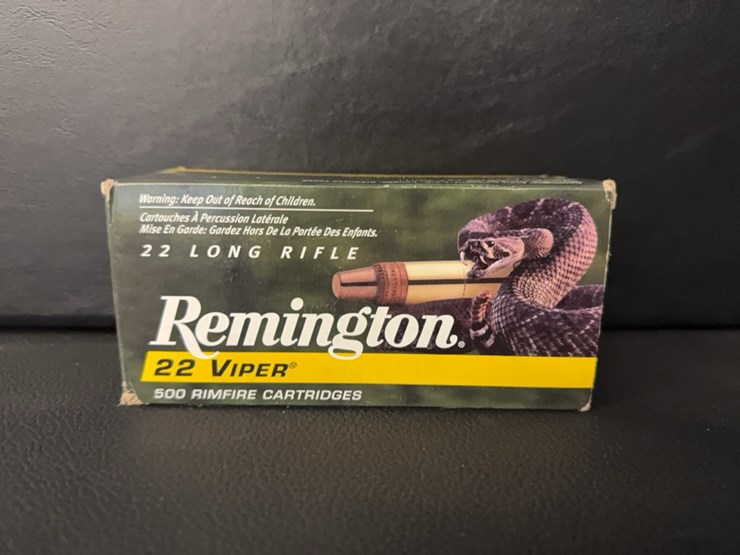 Warning: Keep Out of Reach of Children.
Cartouches À Percussion Latérale
Mise En Garde: Gardez Hors De La Portée Des Enfants.
22 LONG RIFLE
Remington®
22 VIPER®
500 RIMFIRE CARTRIDGES